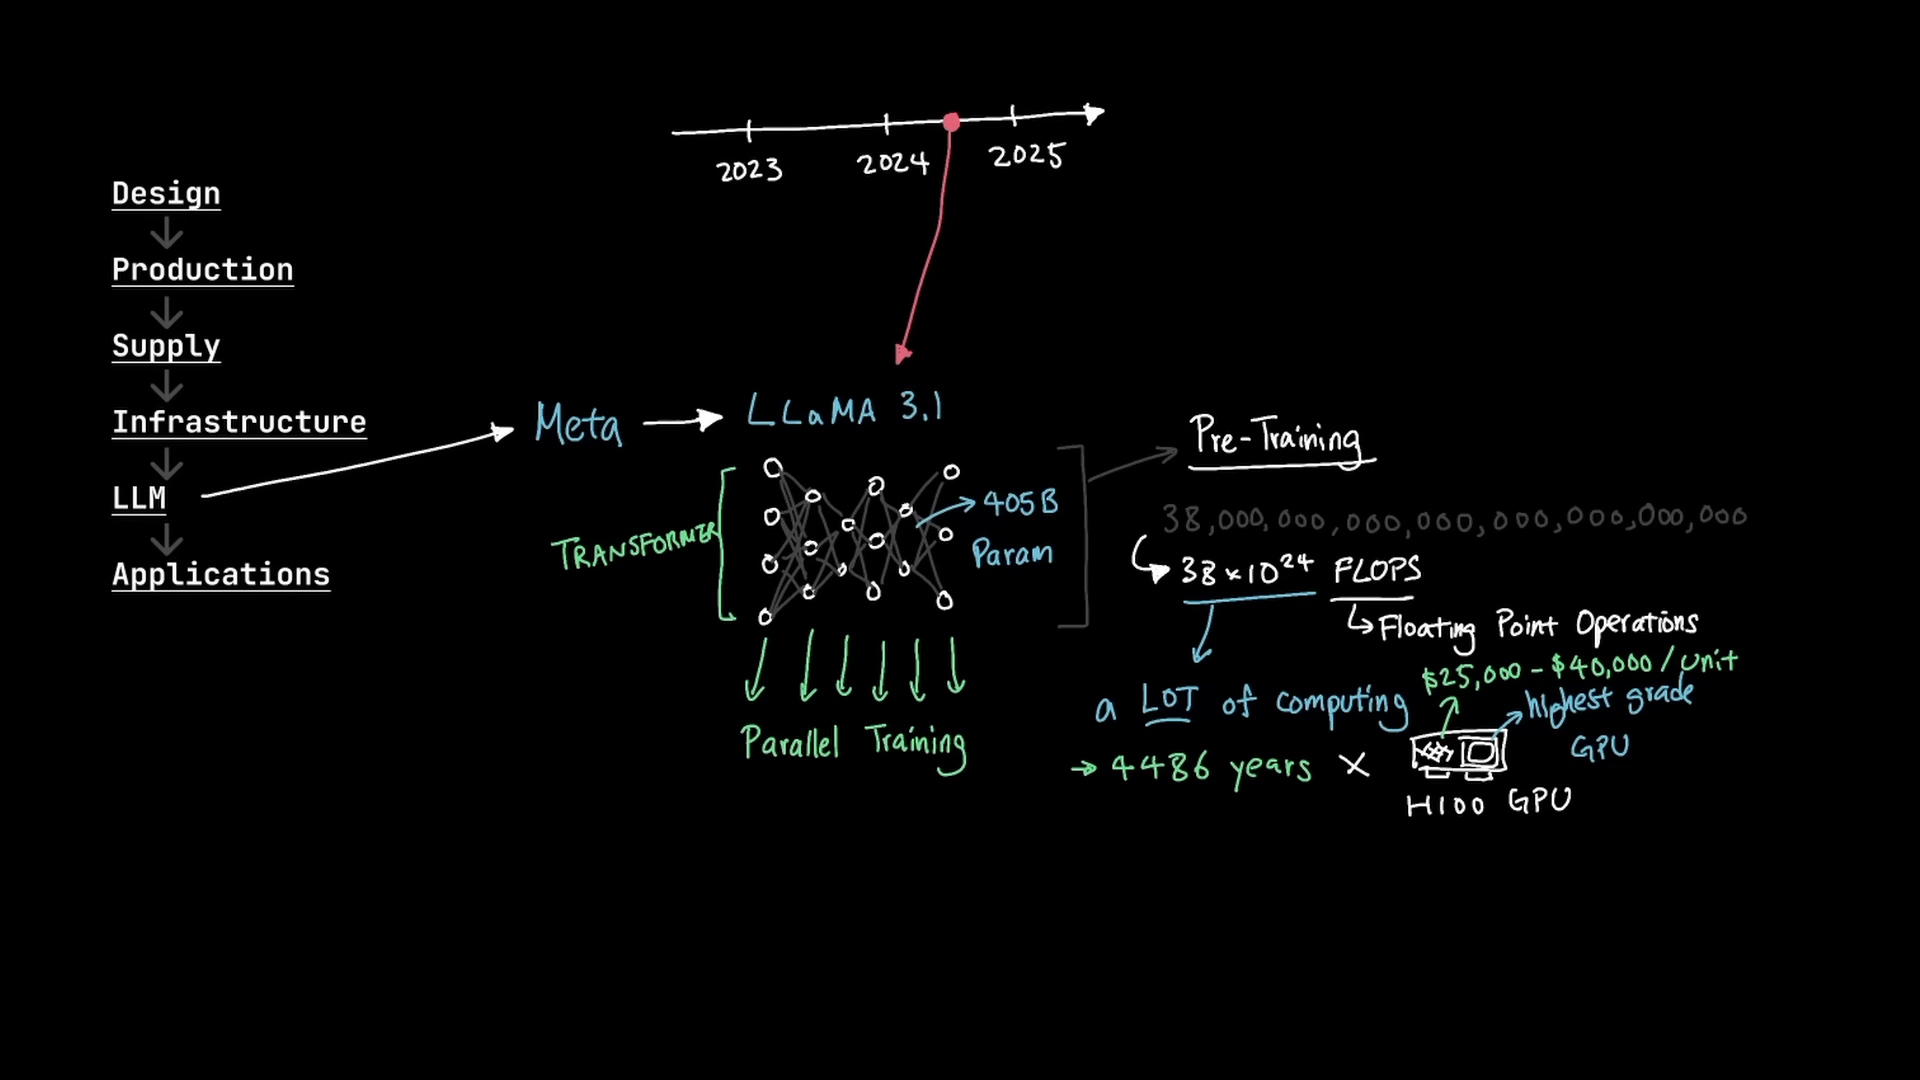 2023
2024
2025
Design
Production
Supply
Infrastructure
LLM
Applications
Meta
LLaMA 3.1
TRANSFORMER
405B
Param
Parallel Training
Pre-Training
38,000,000,000,000,000,000,000,000
38×10²⁴ FLOPS
Floating Point Operations
$25,000 - $40,000 / Unit
a LOT of computing
highest grade
GPU
4486 years ×
H100 GPU